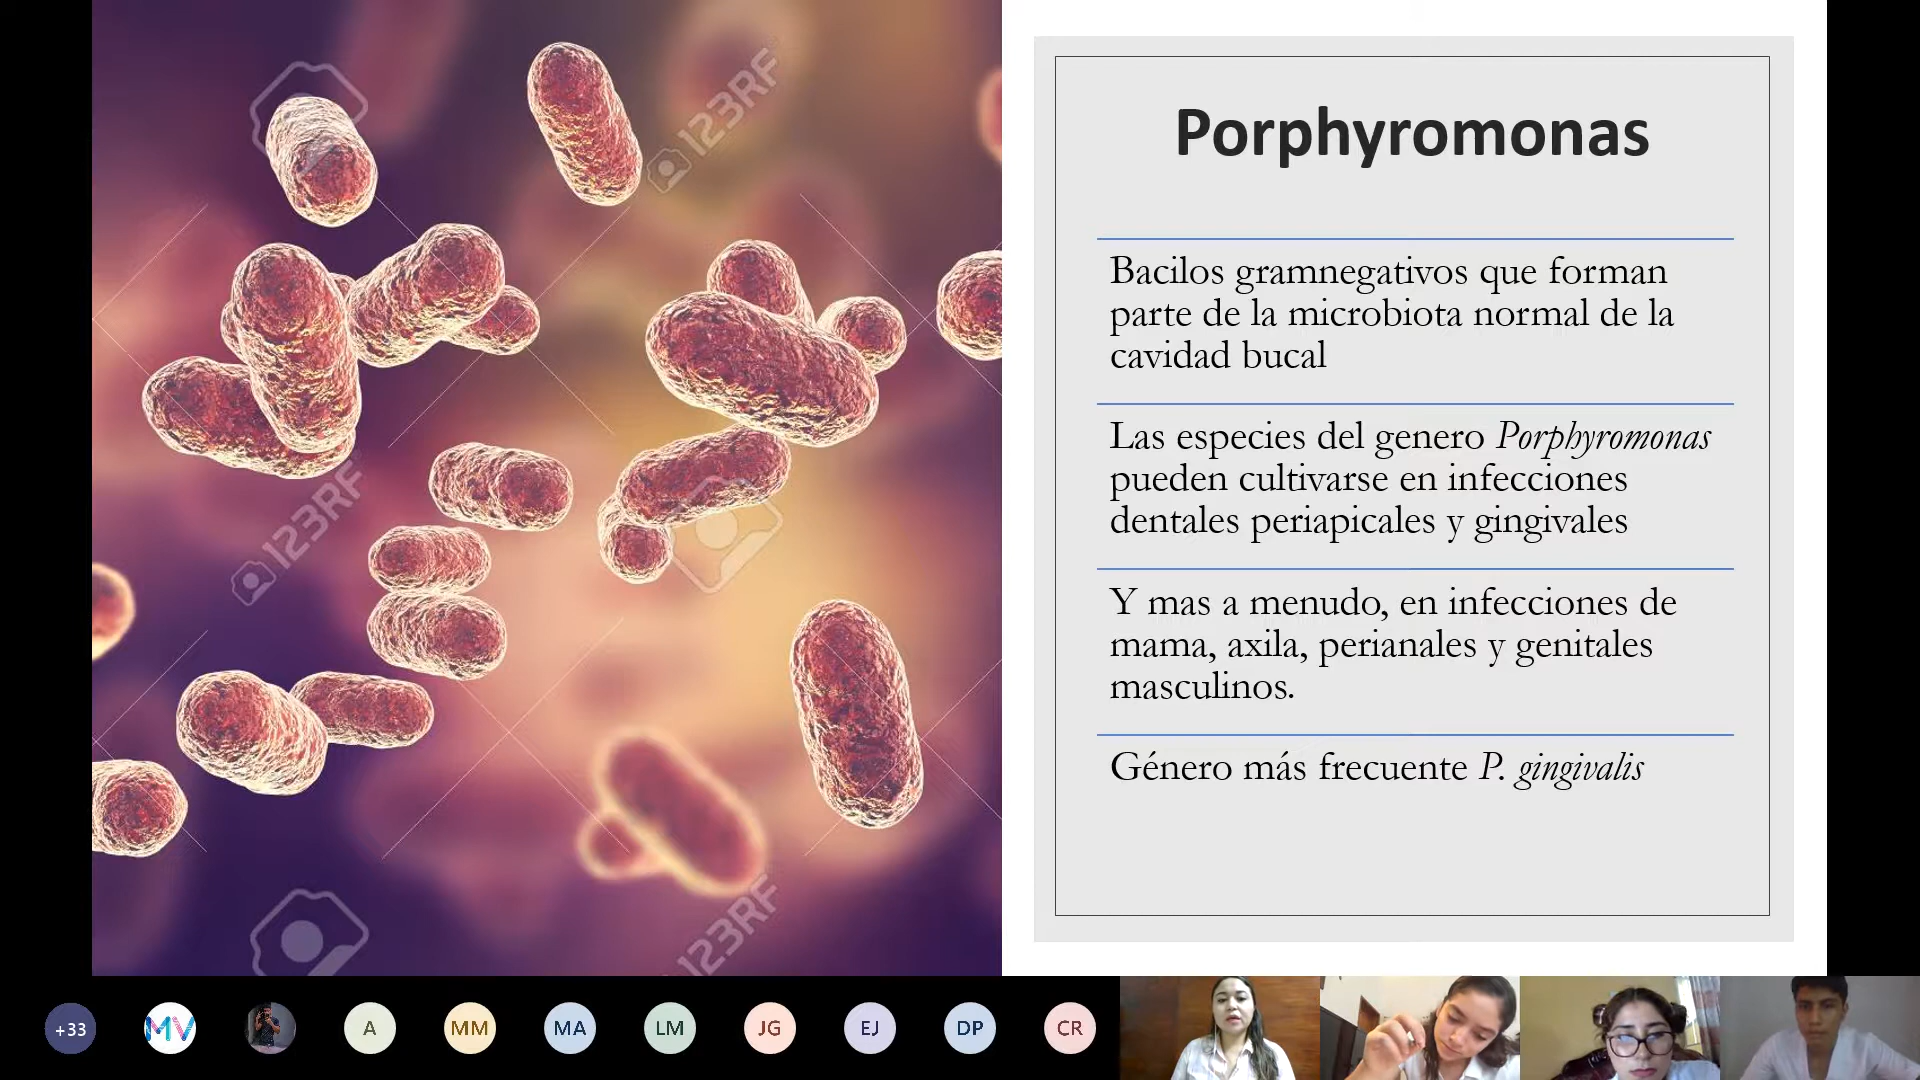 123RF
123RF
123RF
Porphyromonas
Bacilos gramnegativos que forman
parte de la microbiota normal de la
cavidad bucal
Las especies del genero Porphyromonas
pueden cultivarse en infecciones
dentales periapicales y gingivales
Y mas a menudo, en infecciones de
mama, axila, perianales y genitales
masculinos.
Género más frecuente P. gingivalis
+33
MV
A
MM
MA
LM
JG
EJ
DP
CR